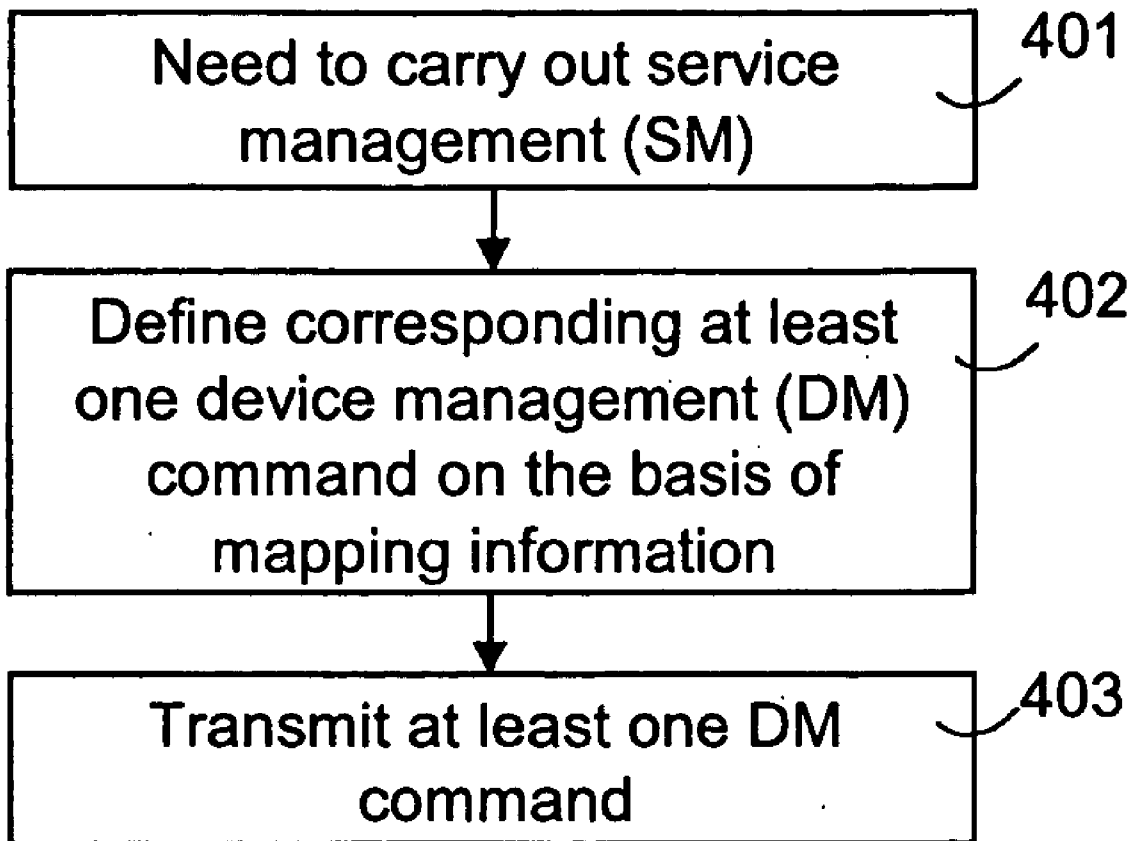 Need to carry out service
management (SM)
401
Define corresponding at least
one device management (DM)
command on the basis of
mapping information
402
Transmit at least one DM
command
403